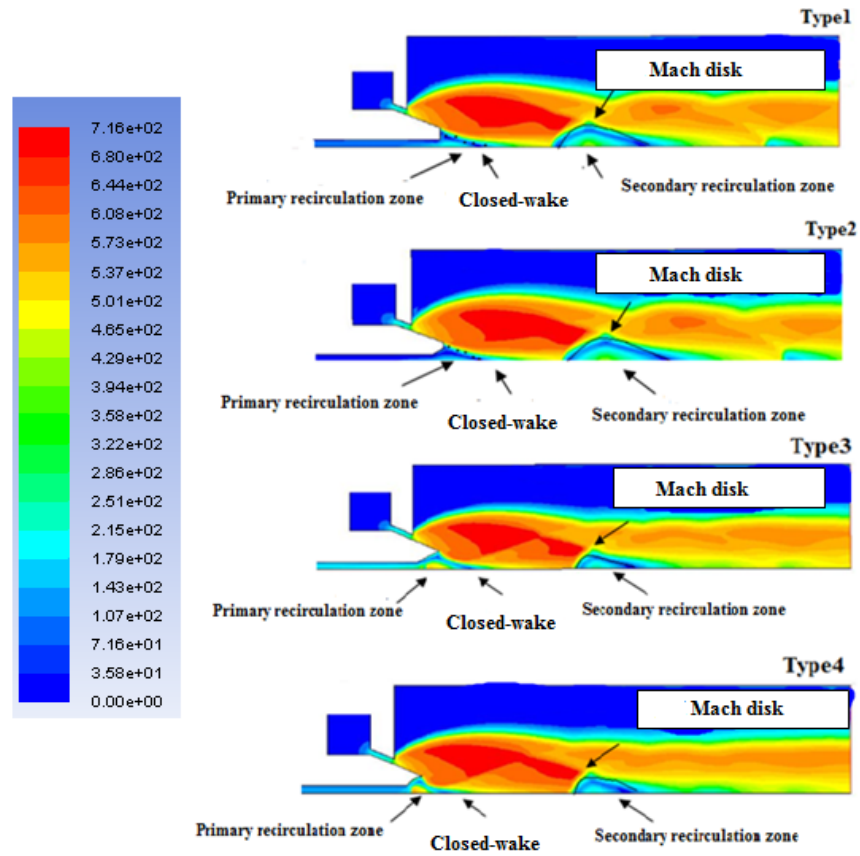 Type1
Mach disk
Primary recirculation zone
Closed-wake
Secondary recirculation zone
Type2
Mach disk
Primary recirculation zone
Closed-wake
Secondary recirculation zone
Type3
Mach disk
Primary recirculation zone
Closed-wake
Secondary recirculation zone
Type4
Mach disk
Primary recirculation zone
Closed-wake
Secondary recirculation zone
7.16e+02
6.80e+02
6.44e+02
6.08e+02
5.73e+02
5.37e+02
5.01e+02
4.65e+02
4.29e+02
3.94e+02
3.58e+02
3.22e+02
2.86e+02
2.51e+02
2.15e+02
1.79e+02
1.43e+02
1.07e+02
7.16e+01
3.58e+01
0.00e+00